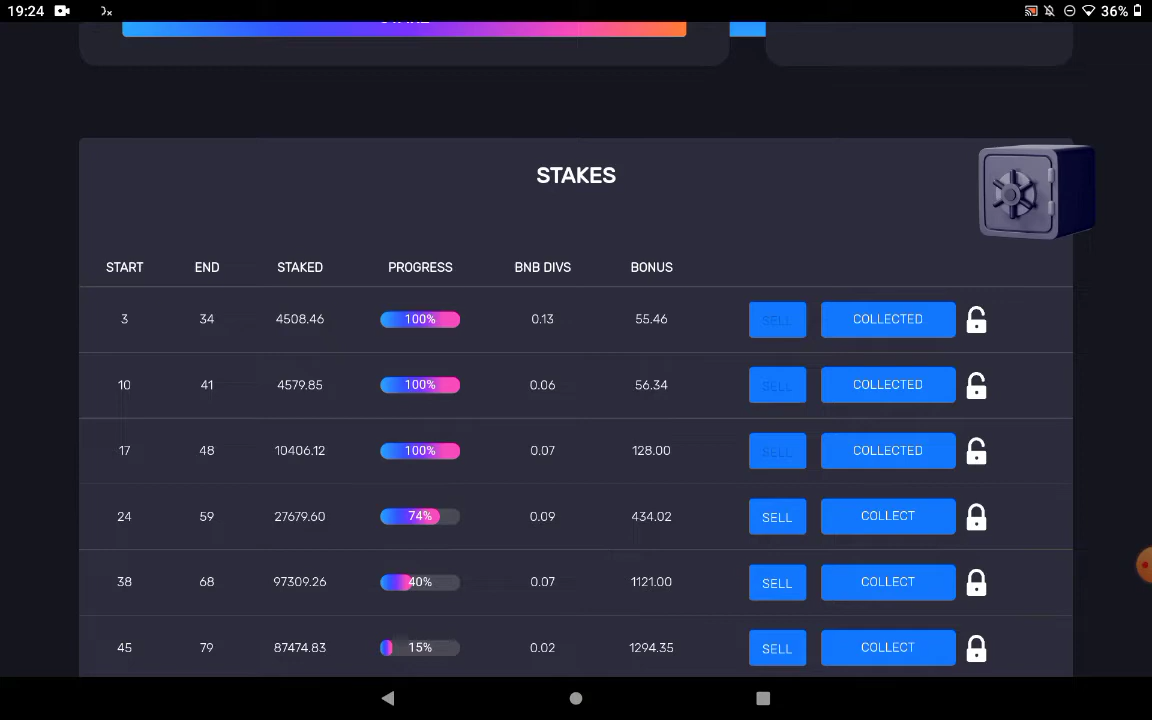 19:24 36%
STAKES
START END STAKED PROGRESS BNB DIVS BONUS
3 34 4508.46 100% 0.13 55.46 SELL COLLECTED
10 41 4579.85 100% 0.06 56.34 SELL COLLECTED
17 48 10406.12 100% 0.07 128.00 SELL COLLECTED
24 59 27679.60 74% 0.09 434.02 SELL COLLECT
38 68 97309.26 40% 0.07 1121.00 SELL COLLECT
45 79 87474.83 15% 0.02 1294.35 SELL COLLECT